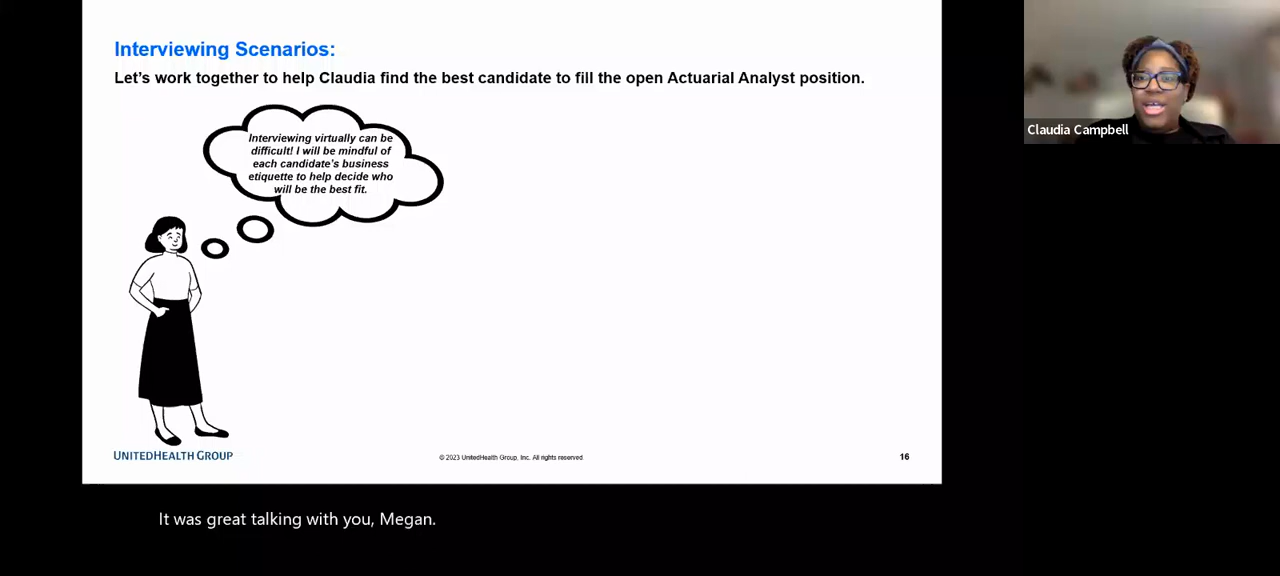 Interviewing Scenarios:
Let's work together to help Claudia find the best candidate to fill the open Actuarial Analyst position.
Interviewing virtually can be
difficult! I will be mindful of
each candidate's business
etiquette to help decide who
will be the best fit.
Claudia Campbell
UNITEDHEALTH GROUP
© 2023 UnitedHealth Group, Inc. All rights reserved
16
It was great talking with you, Megan.